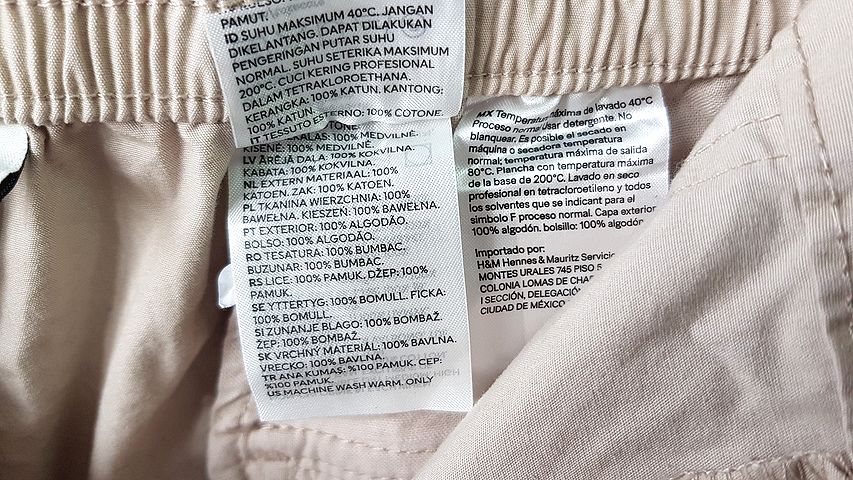 PAMUT.
ID SUHU MAKSIMUM 40°C. JANGAN
DIKELANTANG. DAPAT DILAKUKAN
PENGERINGAN PUTAR SUHU
NORMAL. SUHU SETERIKA MAKSIMUM
200°C. CUCI KERING PROFESIONAL
DALAM TETRAKLOROETHANA.
KERANGKA: 100% KATUN. KANTONG:
100% KATUN.
IT TESSUTO ESTERNO: 100% COTONE.
KIŠENĖ: 100% MEDVILNĖ.
LV ĀRĒJĀ DAĻA: 100% KOKVILNA.
KABATA: 100% KOKVILNA.
NL EXTERN MATERIAAL: 100%
KATOEN. ZAK: 100% KATOEN.
PL TKANINA WIERZCHNIA: 100%
BAWEŁNA. KIESZEŃ: 100% BAWEŁNA.
PT EXTERIOR: 100% ALGODÃO.
BOLSO: 100% ALGODÃO.
RO TESATURA: 100% BUMBAC.
BUZUNAR: 100% BUMBAC.
RS LICE: 100% PAMUK, DŽEP: 100%
PAMUK.
SE YTTERTYG: 100% BOMULL. FICKA:
100% BOMULL.
SI ZUNANJE BLAGO: 100% BOMBAŽ.
ŽEP: 100% BOMBAŽ.
SK VRCHNÝ MATERIÁL: 100% BAVLNA.
VRECKO: 100% BAVLNA.
TR ANA KUMAŞ: %100 PAMUK. CEP:
%100 PAMUK.
US MACHINE WASH WARM. ONLY
MX Temperatura máxima de lavado 40°C
Proceso normal Usar detergente. No
blanquear. Es posible el secado en
máquina o secadora temperatura
normal; temperatura máxima de salida
80°C. Plancha con temperatura máxima
de la base de 200°C. Lavado en seco
profesional en tetracloroetileno y todos
los solventes que se indican para el
simbolo F proceso normal. Capa exterior:
100% algodón. bolsillo: 100% algodón.
Importado por:
H&M Hennes & Mauritz Servicio
MONTES URALES 745 PISO 5
COLONIA LOMAS DE CHAP
I SECCIÓN, DELEGACIÓN
CIUDAD DE MÉXICO